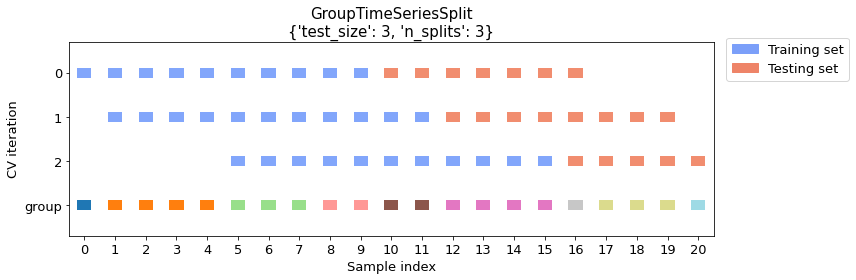 GroupTimeSeriesSplit
{'test_size': 3, 'n_splits': 3}
Training set
Testing set
CV iteration
0
1
2
group
0 1 2 3 4 5 6 7 8 9 10 11 12 13 14 15 16 17 18 19 20
Sample index